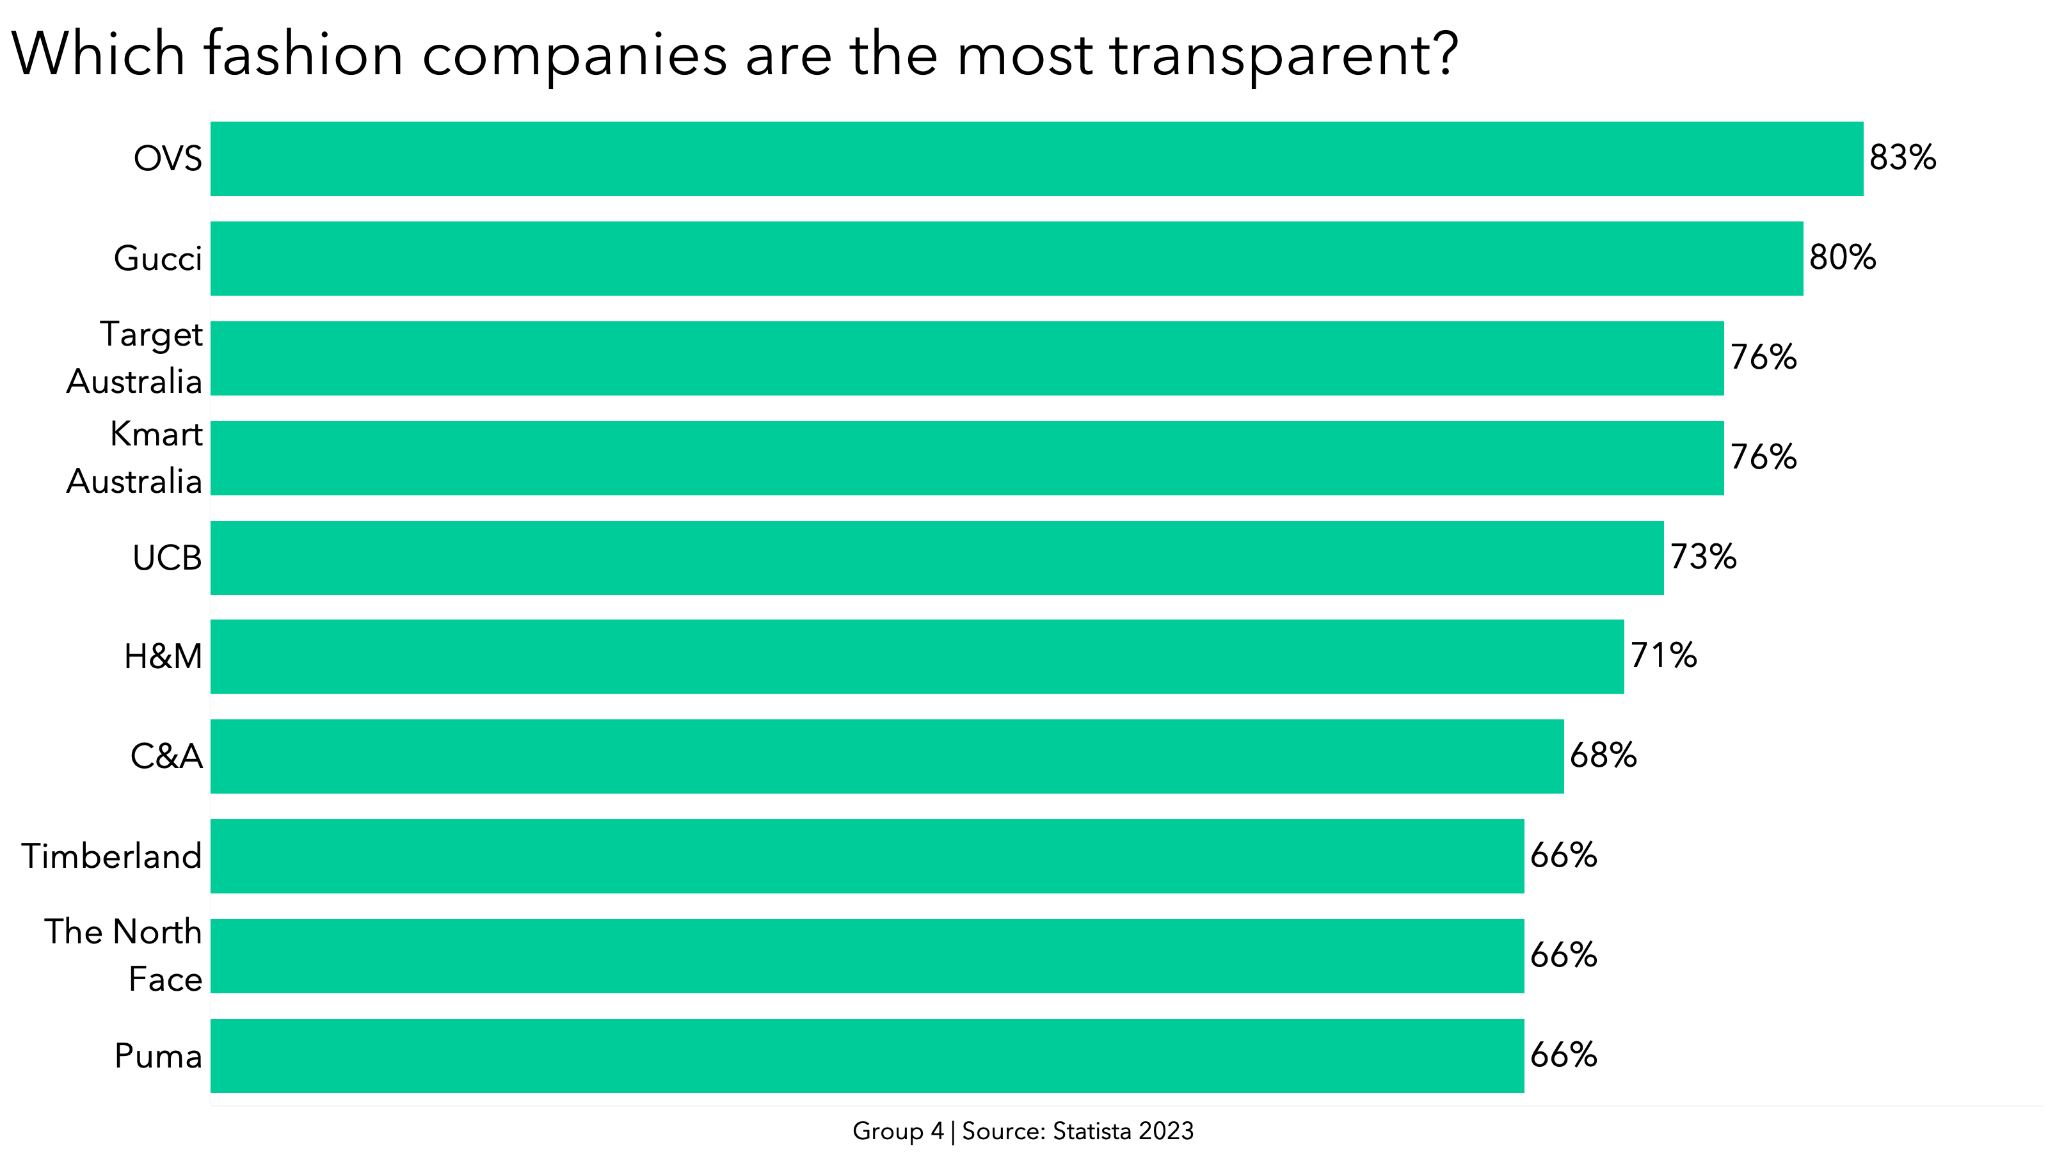 Which fashion companies are the most transparent?
OVS
83%
Gucci
80%
Target
Australia
76%
Kmart
Australia
76%
UCB
73%
H&M
71%
C&A
68%
Timberland
66%
The North
Face
66%
Puma
66%
Group 4 | Source: Statista 2023